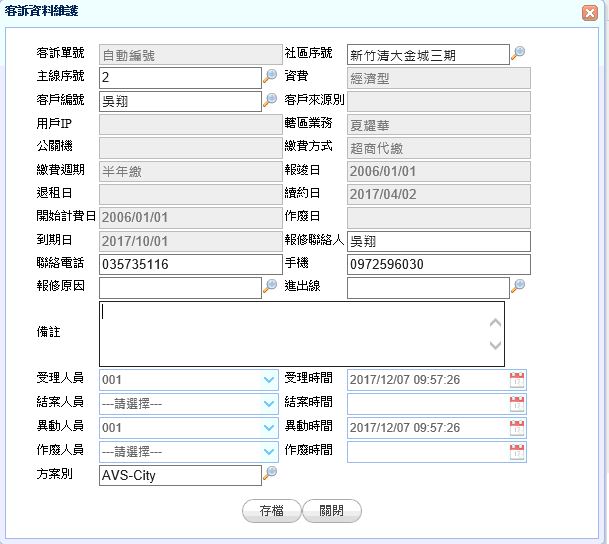 客訴資料維護
客訴單號 自動編號 社區序號 新竹清大金城三期
主線序號 2 資費 經濟型
客戶編號 吳翔 客戶來源別
用戶IP 轄區業務 夏耀華
公關機 繳費方式 超商代繳
繳費週期 半年繳 報竣日 2006/01/01
退租日 續約日 2017/04/02
開始計費日 2006/01/01 作廢日
到期日 2017/10/01 報修聯絡人 吳翔
聯絡電話 035735116 手機 0972596030
報修原因 進出線
備註
受理人員 001 受理時間 2017/12/07 09:57:26
結案人員 ---請選擇--- 結案時間
異動人員 001 異動時間 2017/12/07 09:57:26
作廢人員 ---請選擇--- 作廢時間
方案別 AVS-City
存檔 關閉